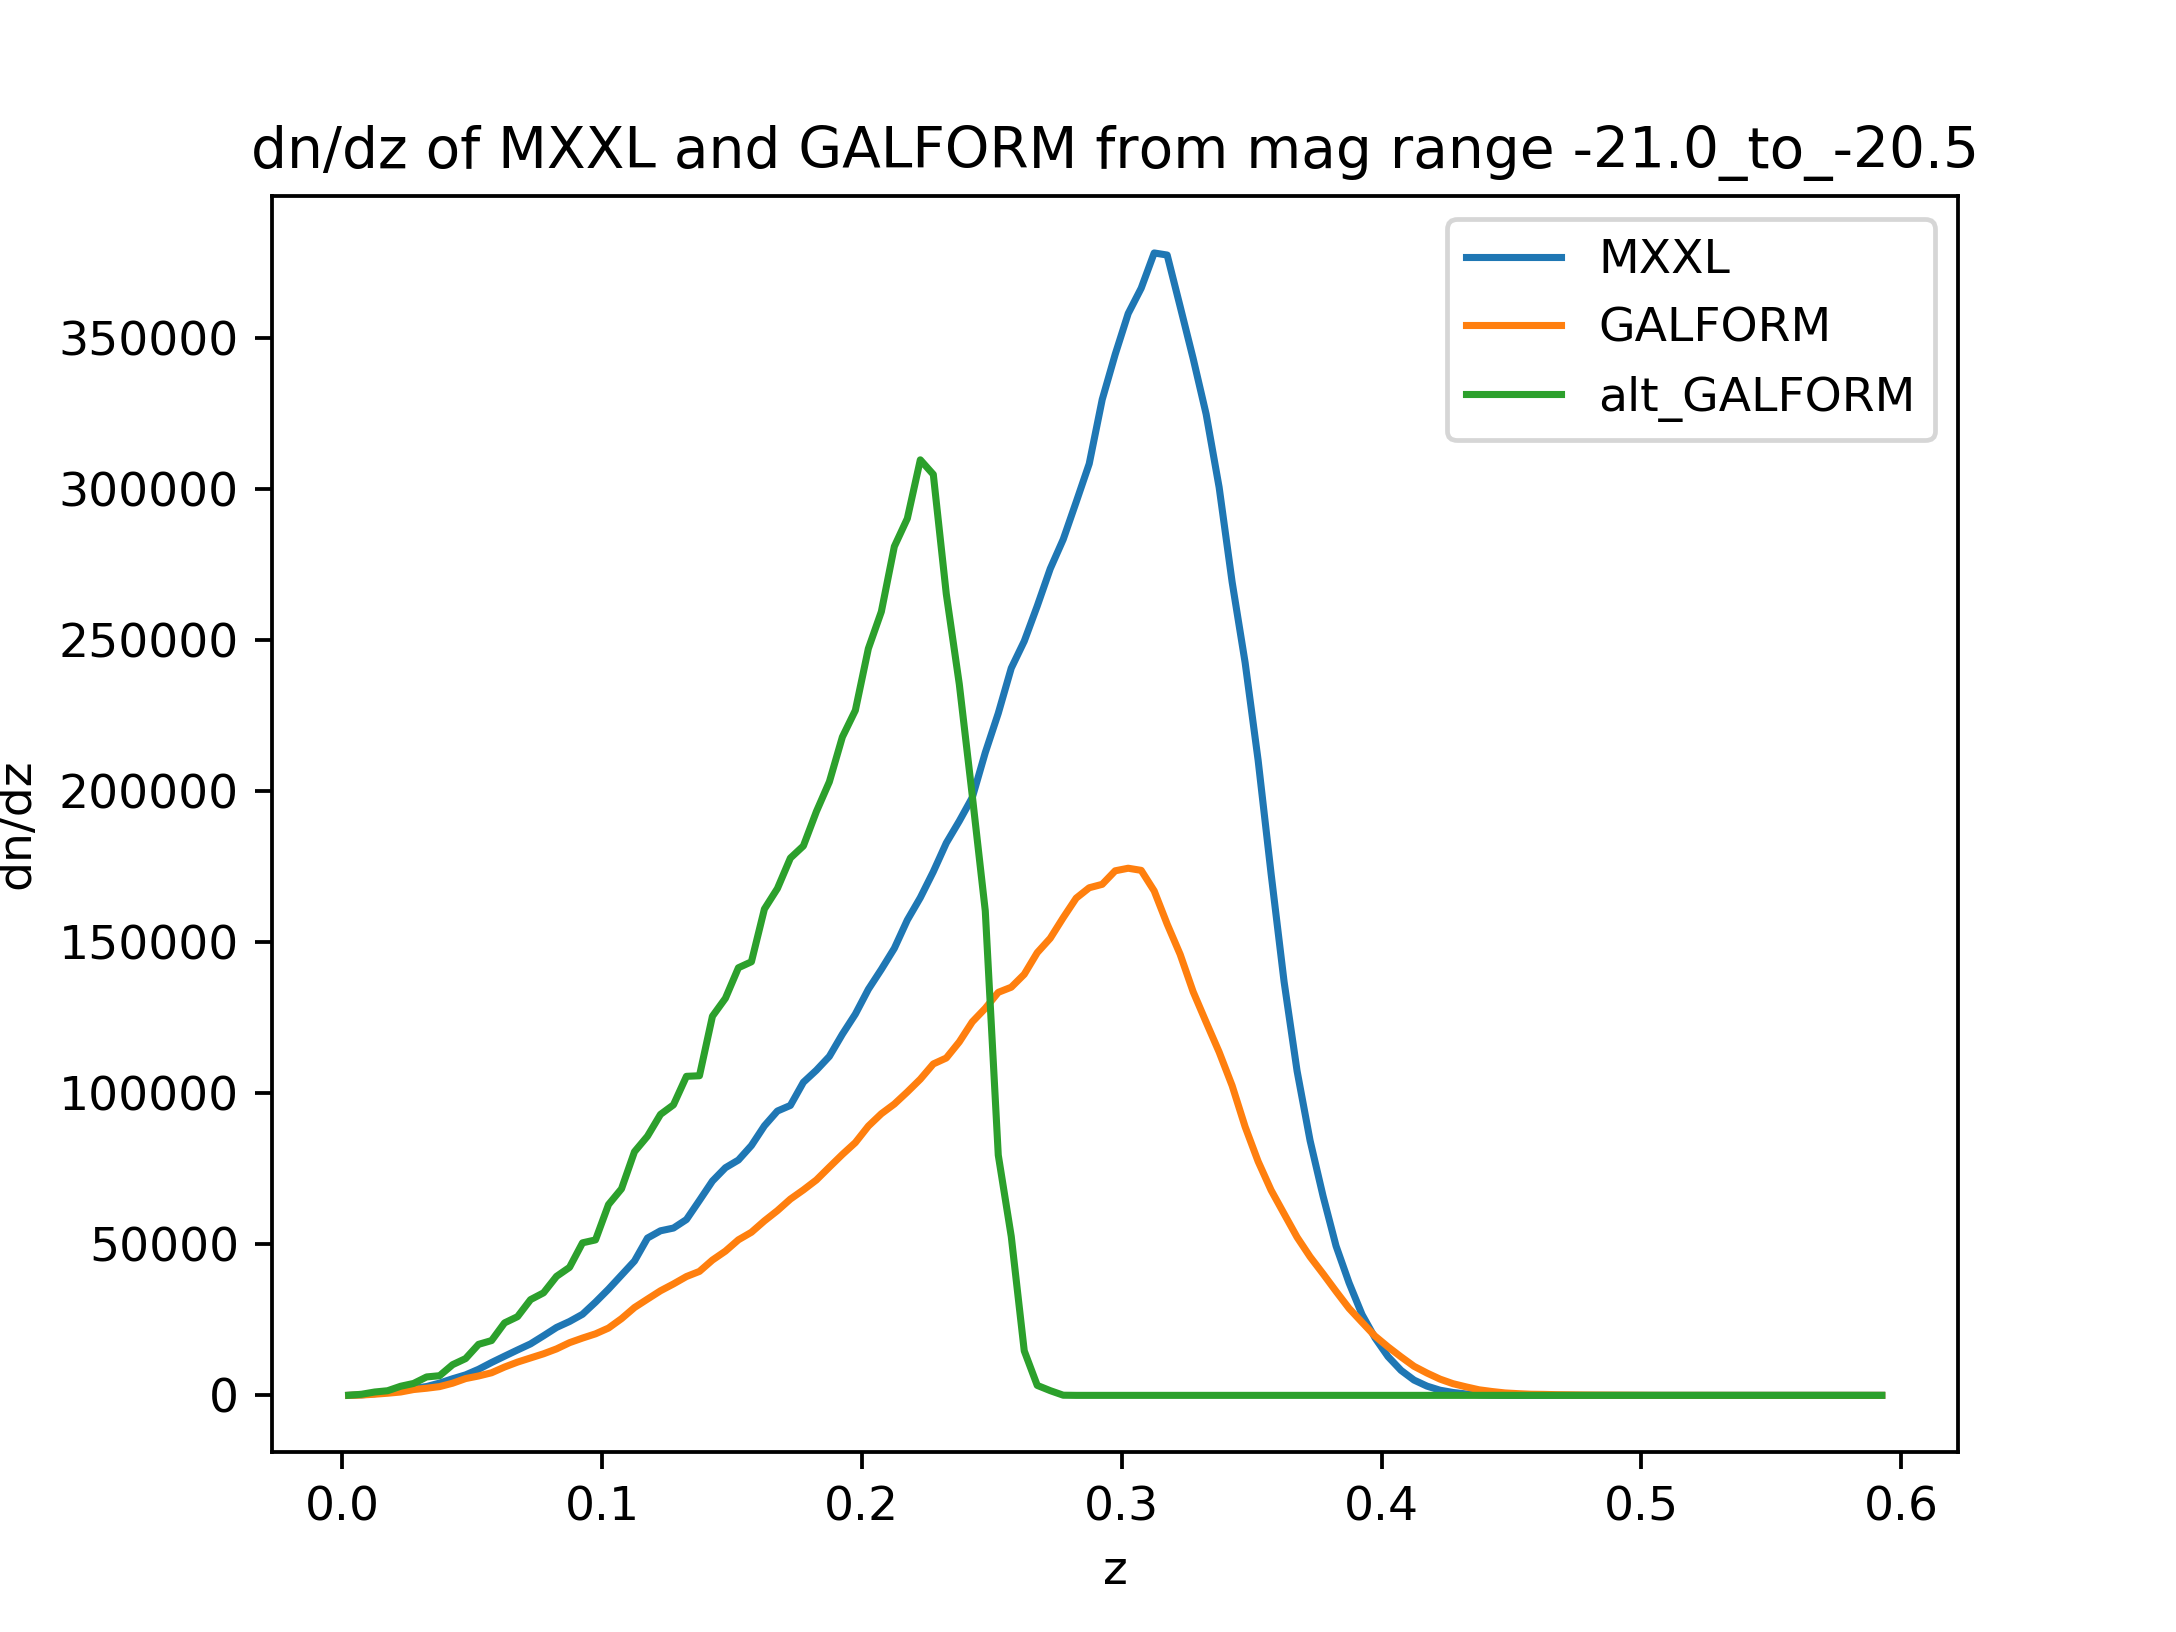 dn/dz of MXXL and GALFORM from mag range -21.0_to_-20.5
MXXL
GALFORM
alt_GALFORM
350000
300000
250000
200000
150000
100000
50000
0
dn/dz
0.0 0.1 0.2 0.3 0.4 0.5 0.6
z